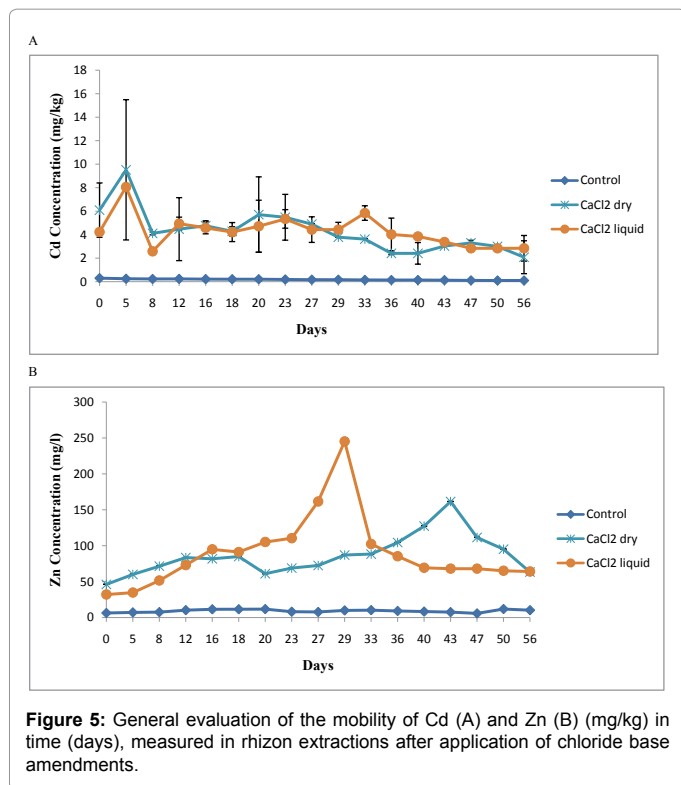 A
Cd Concentration (mg/kg)
18
16
14
12
10
8
6
4
2
0
0 5 8 12 16 18 20 23 27 29 33 36 40 43 47 50 56
Days
Control
CaCl2 dry
CaCl2 liquid
B
Zn Concentration (mg/l)
300
250
200
150
100
50
0
0 5 8 12 16 18 20 23 27 29 33 36 40 43 47 50 56
Days
Control
CaCl2 dry
CaCl2 liquid
Figure 5: General evaluation of the mobility of Cd (A) and Zn (B) (mg/kg) in
time (days), measured in rhizon extractions after application of chloride base
amendments.